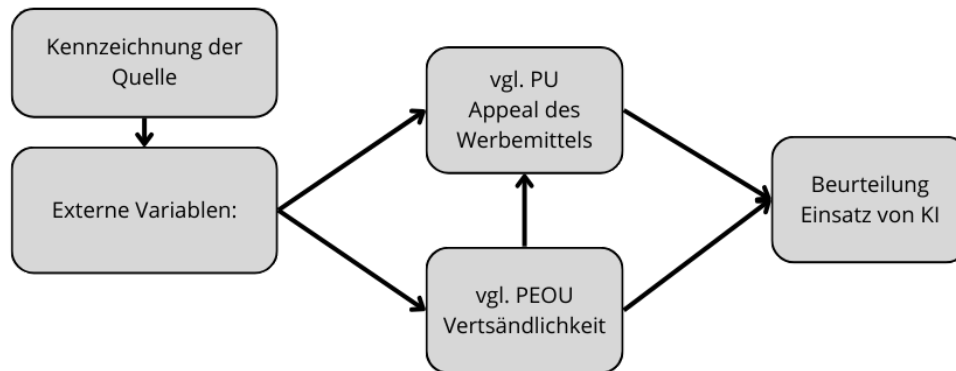 Kennzeichnung der
Quelle
Externe Variablen:
vgl. PU
Appeal des
Werbemittels
vgl. PEOU
Vertsändlichkeit
Beurteilung
Einsatz von KI